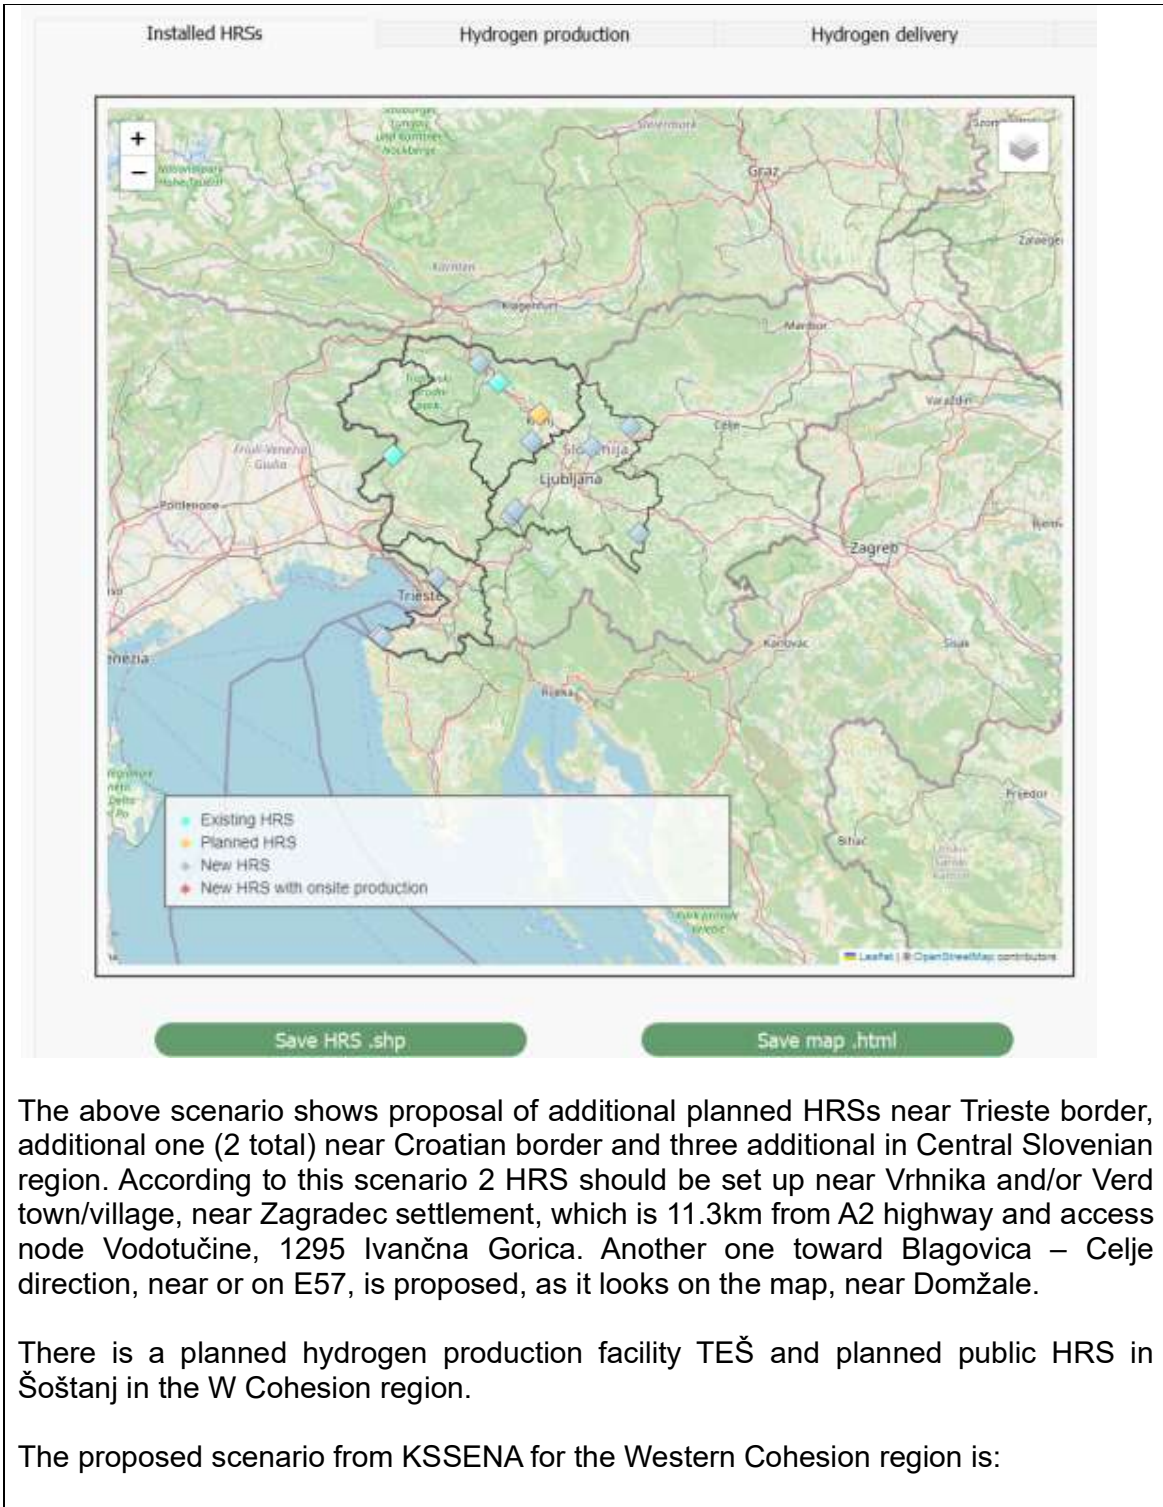 Installed HRSs
Hydrogen production
Hydrogen delivery
+
−
Steiermark
Graz
Kärnten
Klagenfurt
Maribor
Varaždin
Celje
Friuli-Venezia
Giulia
Ljubljana
Pordenone
Zagreb
Trieste
Karlovac
Sisak
Rijeka
Prijedor
Bihać
Existing HRS
Planned HRS
New HRS
New HRS with onsite production
Leaflet | © OpenStreetMap contributors
Save HRS .shp
Save map .html
The above scenario shows proposal of additional planned HRSs near Trieste border,
additional one (2 total) near Croatian border and three additional in Central Slovenian
region. According to this scenario 2 HRS should be set up near Vrhnika and/or Verd
town/village, near Zagradec settlement, which is 11.3km from A2 highway and access
node Vodotučine, 1295 Ivančna Gorica. Another one toward Blagovica – Celje
direction, near or on E57, is proposed, as it looks on the map, near Domžale.
There is a planned hydrogen production facility TEŠ and planned public HRS in
Šoštanj in the W Cohesion region.
The proposed scenario from KSSENA for the Western Cohesion region is: